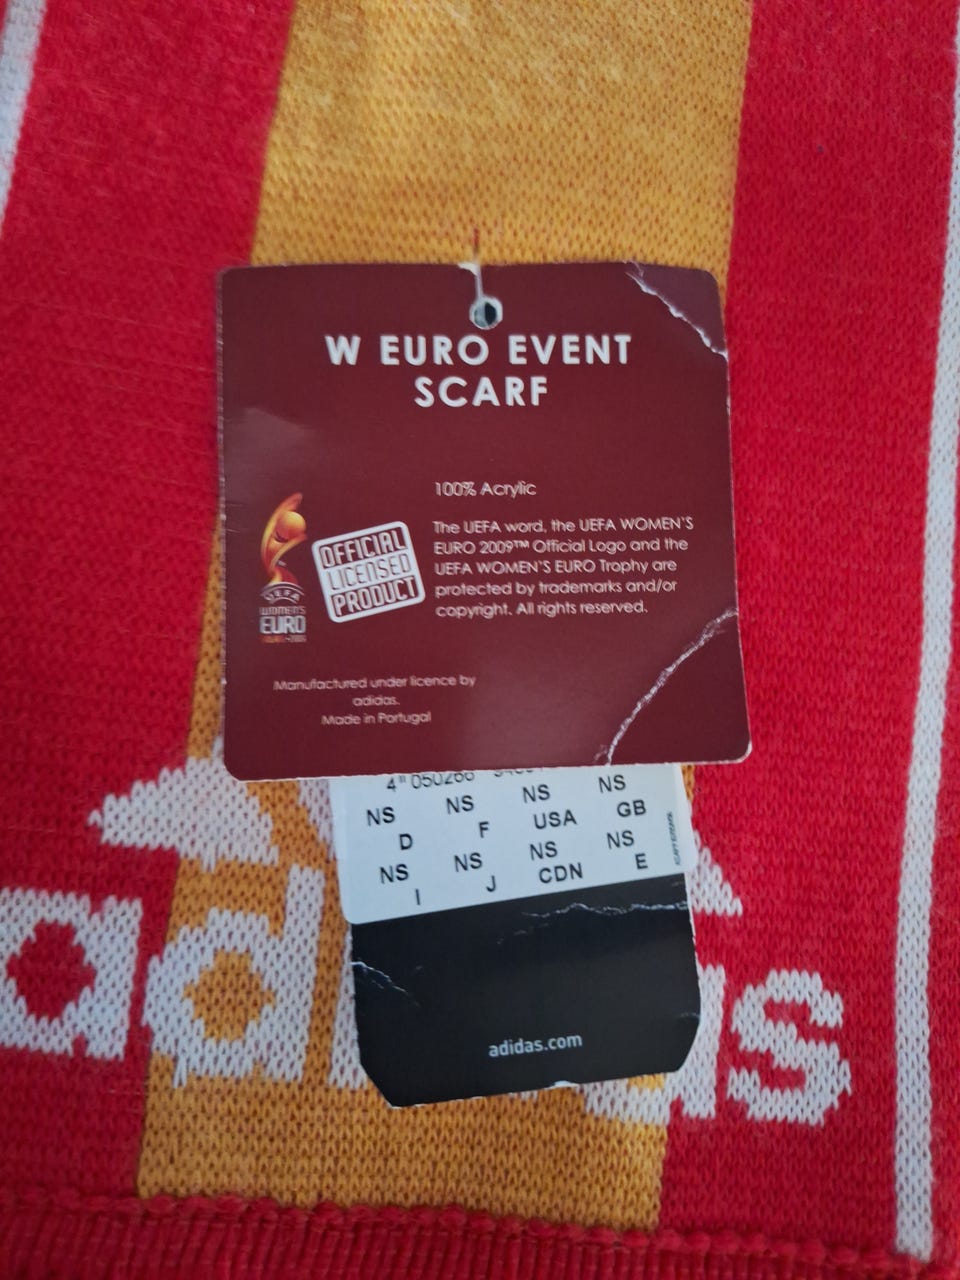 W EURO EVENT
SCARF
100% Acrylic
The UEFA word, the UEFA WOMEN'S
EURO 2009™ Official Logo and the
UEFA WOMEN'S EURO Trophy are
protected by trademarks and/or
copyright. All rights reserved.
OFFICIAL
LICENSED
PRODUCT
UEFA
WOMEN'S
EURO
Manufactured under licence by
adidas.
Made in Portugal
4 050266
NS NS NS NS
D F USA GB
NS NS NS NS
I J CDN E
adidas.com
adidas